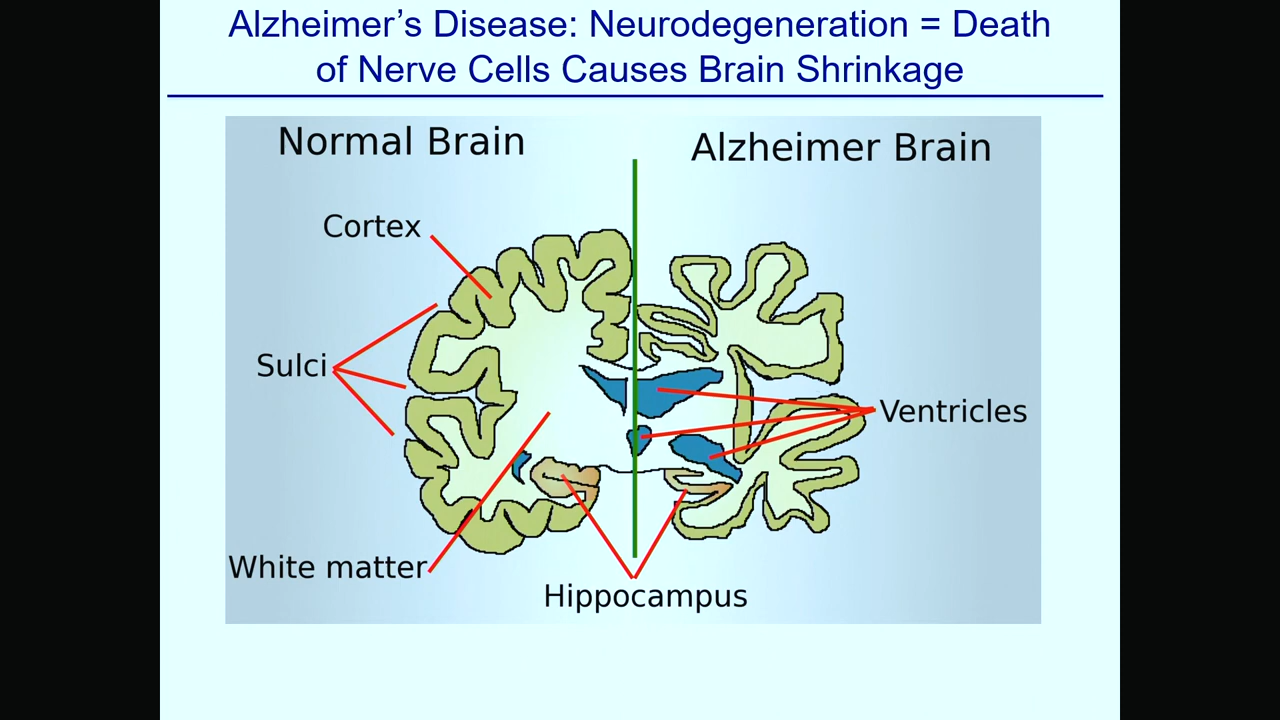 Alzheimer’s Disease: Neurodegeneration = Death
of Nerve Cells Causes Brain Shrinkage
Normal Brain
Alzheimer Brain
Cortex
Sulci
Ventricles
White matter
Hippocampus